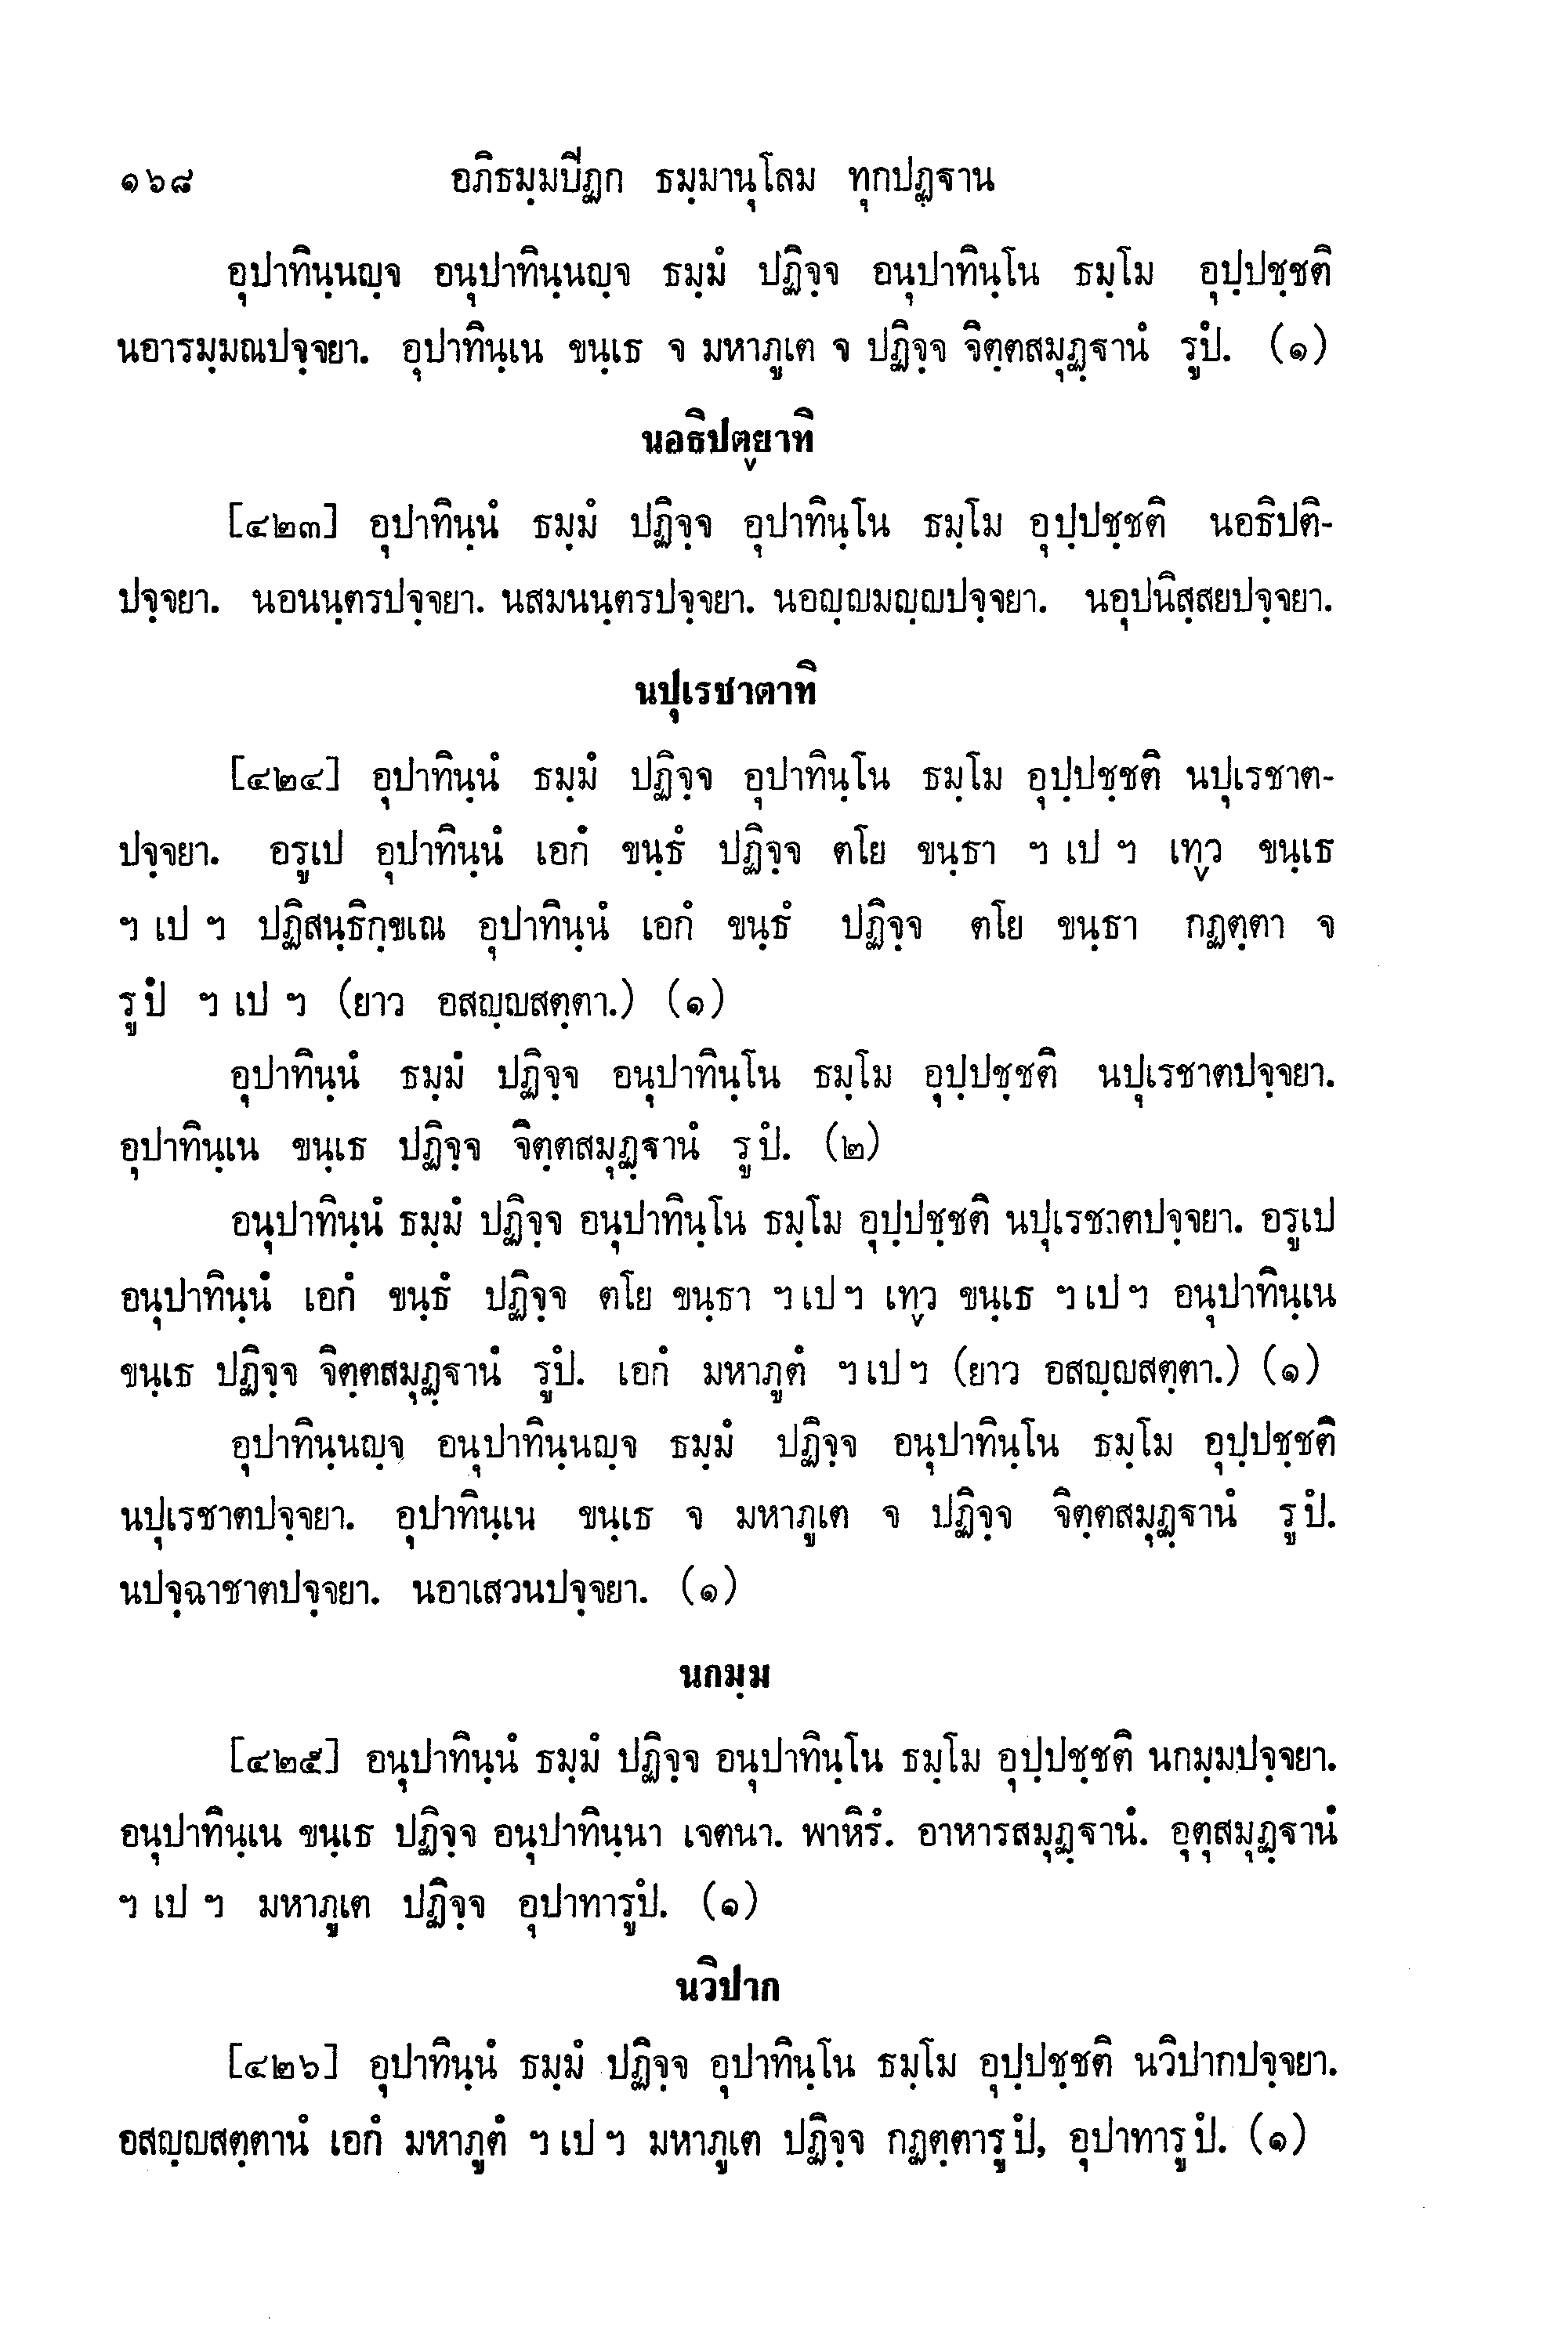 ๑๖๘ อภิธมฺมปีฏก ธมฺมานุโลม ทุกปฏฺฐาน
อุปาทินฺนญฺจ อนุปาทินฺนญฺจ ธมฺมํ ปฏิจฺจ อนุปาทินฺโน ธมฺโม อุปฺปชฺชติ
นอารมฺมณปจฺจยา. อุปาทินฺเน ขนฺเธ จ มหาภูเต จ ปฏิจฺจ จิตฺตสมุฏฺฐานํ รูปํ. (๑)
นอธิปตฺยาทิ
[๔๒๓] อุปาทินฺนํ ธมฺมํ ปฏิจฺจ อุปาทินฺโน ธมฺโม อุปฺปชฺชติ นอธิปติ-
ปจฺจยา. นอนนฺตรปจฺจยา. นสมนนฺตรปจฺจยา. นอญฺญมญฺญปจฺจยา. นอุปนิสฺสยปจฺจยา.
นปุเรชาตาทิ
[๔๒๔] อุปาทินฺนํ ธมฺมํ ปฏิจฺจ อุปาทินฺโน ธมฺโม อุปฺปชฺชติ นปุเรชาต-
ปจฺจยา. อรูเป อุปาทินฺนํ เอกํ ขนฺธํ ปฏิจฺจ ตโย ขนฺธา ฯ เป ฯ เทฺว ขนฺเธ
ฯ เป ฯ ปฏิสนฺธิกฺขเณ อุปาทินฺนํ เอกํ ขนฺธํ ปฏิจฺจ ตโย ขนฺธา กฏตฺตา จ
รูปํ ฯ เป ฯ (ยาว อสญฺญสตฺตา.) (๑)
อุปาทินฺนํ ธมฺมํ ปฏิจฺจ อนุปาทินฺโน ธมฺโม อุปฺปชฺชติ นปุเรชาตปจฺจยา.
อุปาทินฺเน ขนฺเธ ปฏิจฺจ จิตฺตสมุฏฺฐานํ รูปํ. (๒)
อนุปาทินฺนํ ธมฺมํ ปฏิจฺจ อนุปาทินฺโน ธมฺโม อุปฺปชฺชติ นปุเรชาตปจฺจยา. อรูเป
อนุปาทินฺนํ เอกํ ขนฺธํ ปฏิจฺจ ตโย ขนฺธา ฯ เป ฯ เทฺว ขนฺเธ ฯ เป ฯ อนุปาทินฺเน
ขนฺเธ ปฏิจฺจ จิตฺตสมุฏฺฐานํ รูปํ. เอกํ มหาภูตํ ฯ เป ฯ (ยาว อสญฺญสตฺตา.) (๑)
อุปาทินฺนญฺจ อนุปาทินฺนญฺจ ธมฺมํ ปฏิจฺจ อนุปาทินฺโน ธมฺโม อุปฺปชฺชติ
นปุเรชาตปจฺจยา. อุปาทินฺเน ขนฺเธ จ มหาภูเต จ ปฏิจฺจ จิตฺตสมุฏฺฐานํ รูปํ.
นปจฺฉาชาตปจฺจยา. นอาเสวนปจฺจยา. (๑)
นกมฺม
[๔๒๕] อนุปาทินฺนํ ธมฺมํ ปฏิจฺจ อนุปาทินฺโน ธมฺโม อุปฺปชฺชติ นกมฺมปจฺจยา.
อนุปาทินฺเน ขนฺเธ ปฏิจฺจ อนุปาทินฺนา เจตนา. พาหิรํ. อาหารสมุฏฺฐานํ. อุตุสมุฏฺฐานํ
ฯ เป ฯ มหาภูเต ปฏิจฺจ อุปาทารูปํ. (๑)
นวิปาก
[๔๒๖] อุปาทินฺนํ ธมฺมํ ปฏิจฺจ อุปาทินฺโน ธมฺโม อุปฺปชฺชติ นวิปากปจฺจยา.
อสญฺญสตฺตานํ เอกํ มหาภูตํ ฯ เป ฯ มหาภูเต ปฏิจฺจ กฏตฺตารูปํ, อุปาทารูปํ. (๑)